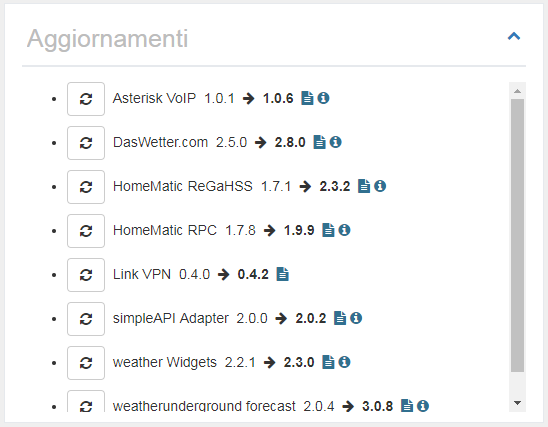 Aggiornamenti
Asterisk VoIP 1.0.1 → 1.0.6
DasWetter.com 2.5.0 → 2.8.0
HomeMatic ReGaHSS 1.7.1 → 2.3.2
HomeMatic RPC 1.7.8 → 1.9.9
Link VPN 0.4.0 → 0.4.2
simpleAPI Adapter 2.0.0 → 2.0.2
weather Widgets 2.2.1 → 2.3.0
weatherunderground forecast 2.0.4 → 3.0.8